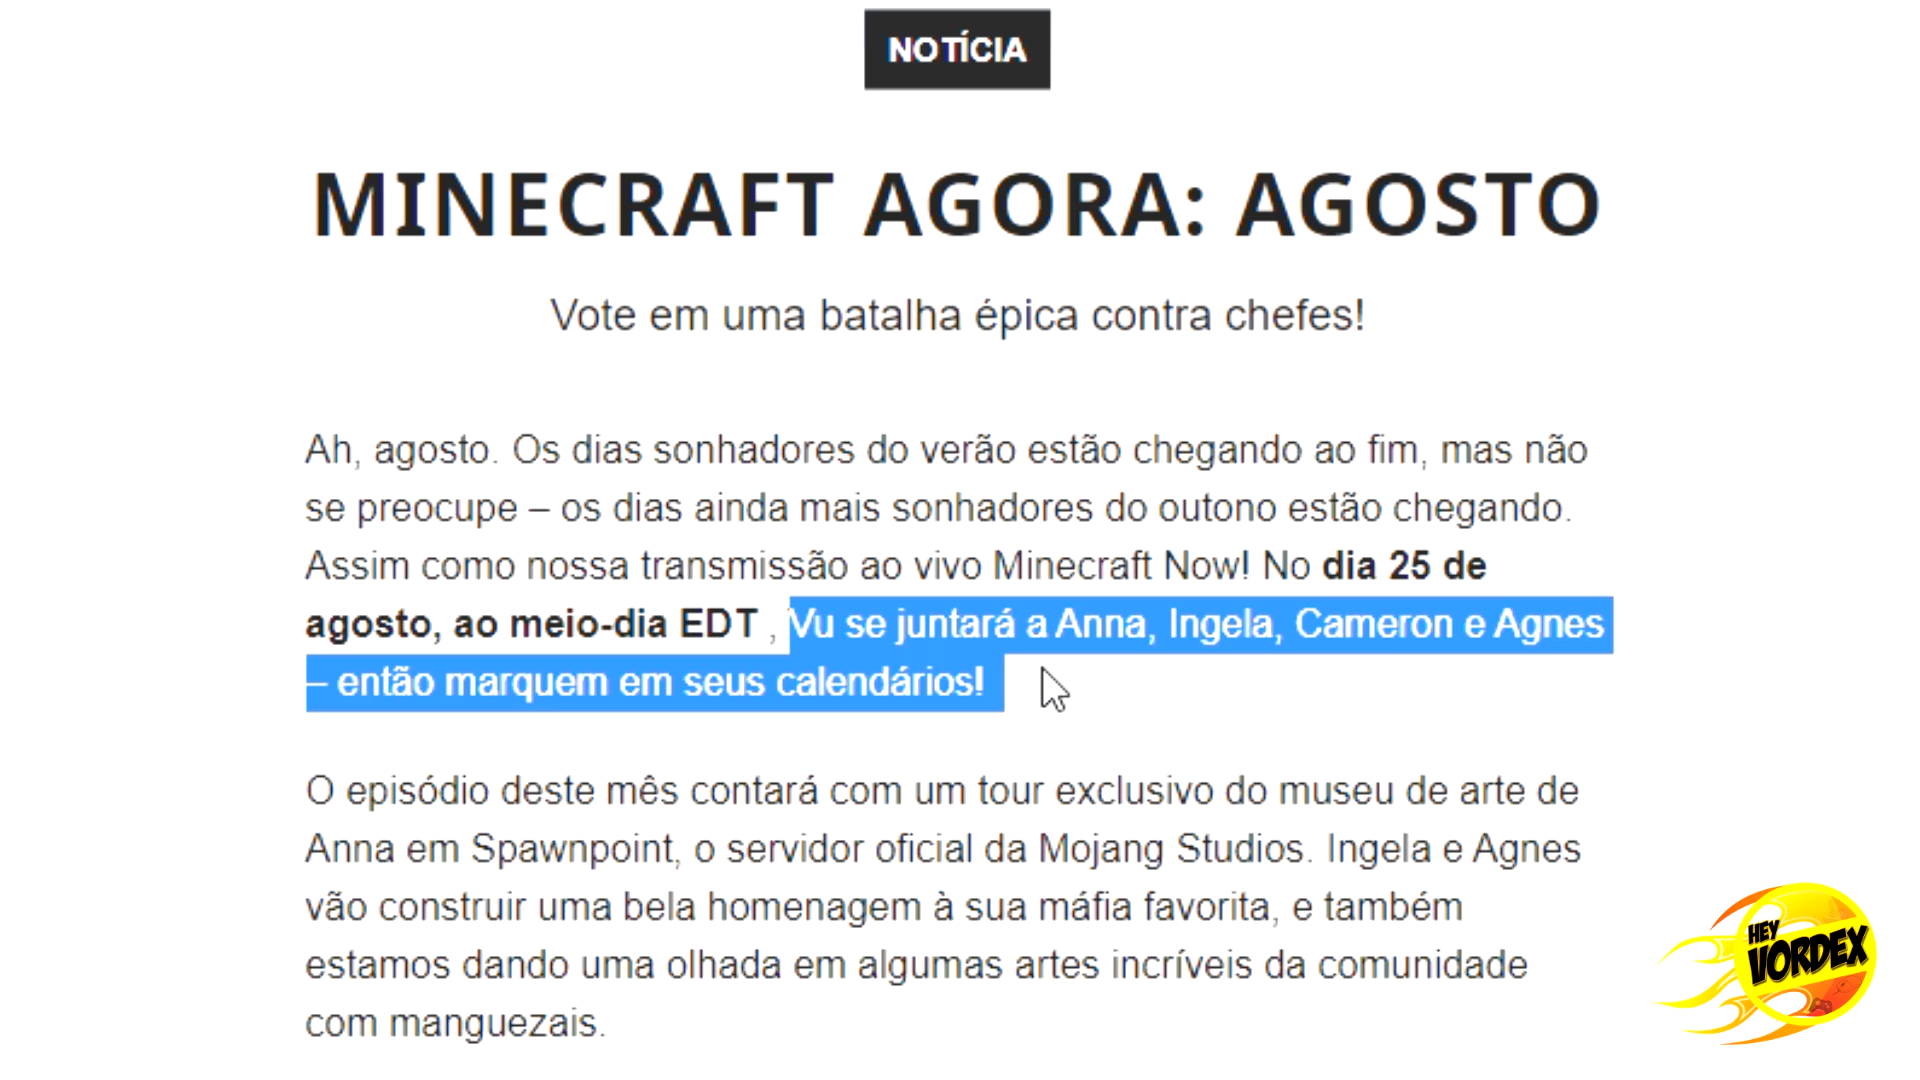 NOTÍCIA
MINECRAFT AGORA: AGOSTO
Vote em uma batalha épica contra chefes!
Ah, agosto. Os dias sonhadores do verão estão chegando ao fim, mas não
se preocupe – os dias ainda mais sonhadores do outono estão chegando.
Assim como nossa transmissão ao vivo Minecraft Now! No dia 25 de
agosto, ao meio-dia EDT , Vu se juntará a Anna, Ingela, Cameron e Agnes
– então marquem em seus calendários!
O episódio deste mês contará com um tour exclusivo do museu de arte de
Anna em Spawnpoint, o servidor oficial da Mojang Studios. Ingela e Agnes
vão construir uma bela homenagem à sua máfia favorita, e também
estamos dando uma olhada em algumas artes incríveis da comunidade
com manguezais.
HEY
VORDEX